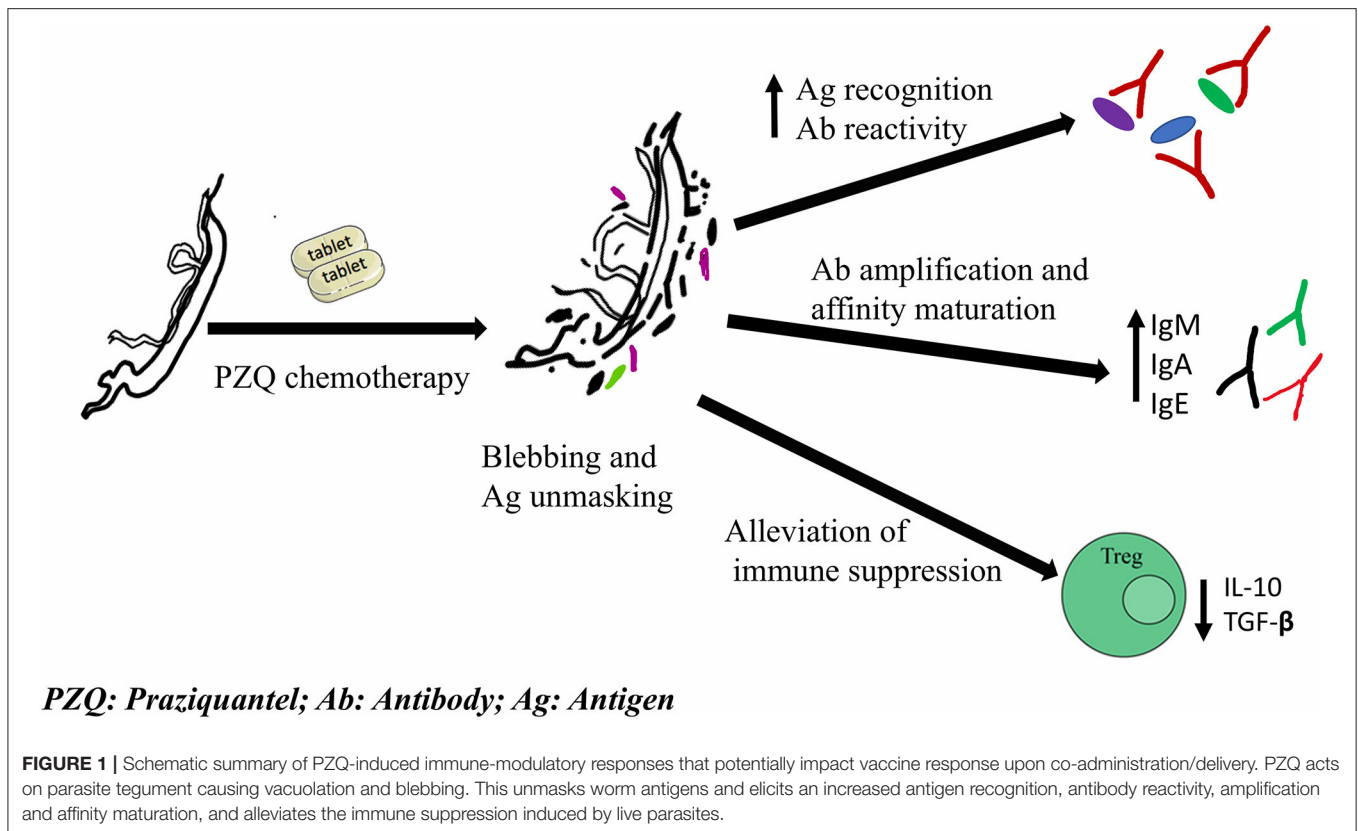 Ag recognition
Ab reactivity
tablet
tablet
PZQ chemotherapy
Ab amplification and
affinity maturation
IgM
IgA
IgE
Blebbing and
Ag unmasking
Alleviation of
immune suppression
Treg
IL-10
TGF-β
PZQ: Praziquantel; Ab: Antibody; Ag: Antigen
FIGURE 1 | Schematic summary of PZQ-induced immune-modulatory responses that potentially impact vaccine response upon co-administration/delivery. PZQ acts
on parasite tegument causing vacuolation and blebbing. This unmasks worm antigens and elicits an increased antigen recognition, antibody reactivity, amplification
and affinity maturation, and alleviates the immune suppression induced by live parasites.